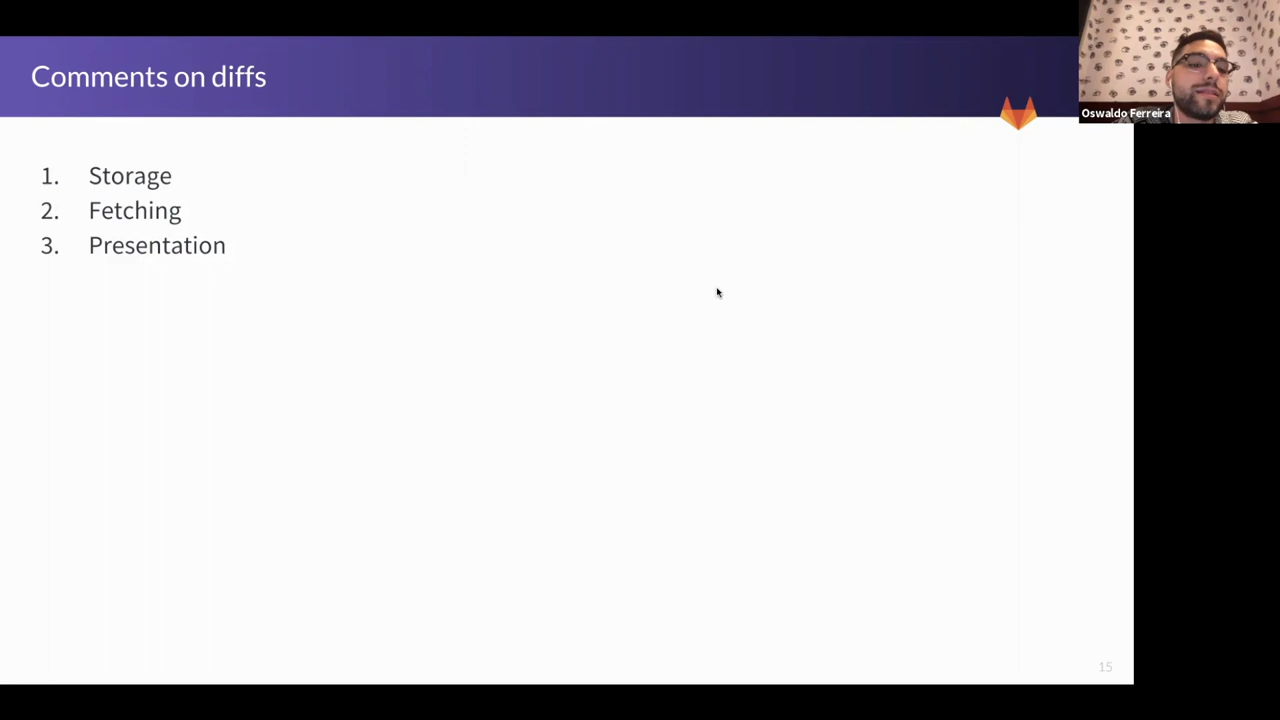 Comments on diffs
Oswaldo Ferreira
1. Storage
2. Fetching
3. Presentation
15